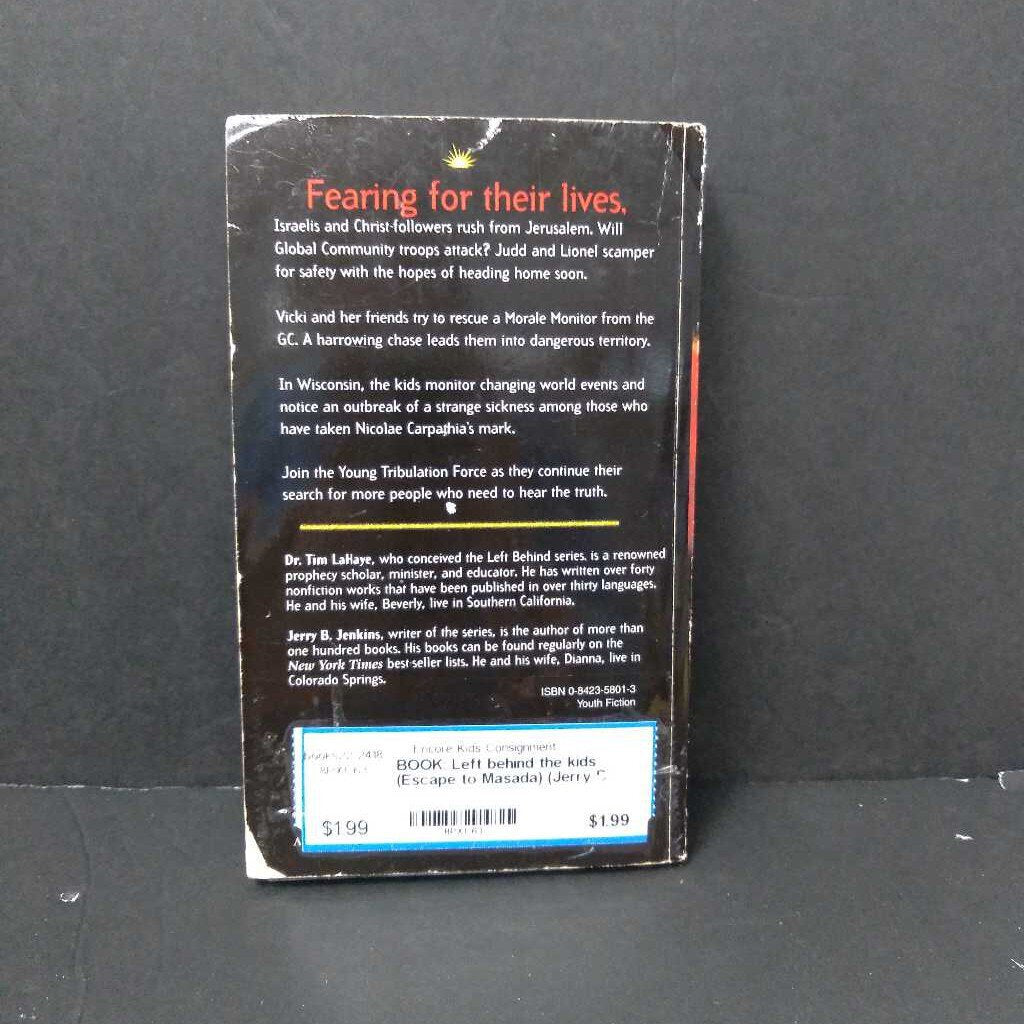 Fearing for their lives,
Israelis and Christ-followers rush from Jerusalem. Will
Global Community troops attack? Judd and Lionel scamper
for safety with the hopes of heading home soon.
Vicki and her friends try to rescue a Morale Monitor from the
GC. A harrowing chase leads them into dangerous territory.
In Wisconsin, the kids monitor changing world events and
notice an outbreak of a strange sickness among those who
have taken Nicolae Carpathia's mark.
Join the Young Tribulation Force as they continue their
search for more people who need to hear the truth.
Dr. Tim LaHaye, who conceived the Left Behind series, is a renowned
prophecy scholar, minister, and educator. He has written over forty
nonfiction works that have been published in over thirty languages.
He and his wife, Beverly, live in Southern California.
Jerry B. Jenkins, writer of the series, is the author of more than
one hundred books. His books can be found regularly on the
New York Times best-seller lists. He and his wife, Dianna, live in
Colorado Springs.
ISBN 0-8423-5801-3
Youth Fiction
Encore Kids Consignment
BOOK: Left behind the kids
(Escape to Masada) (Jerry
$1.99
$1.99